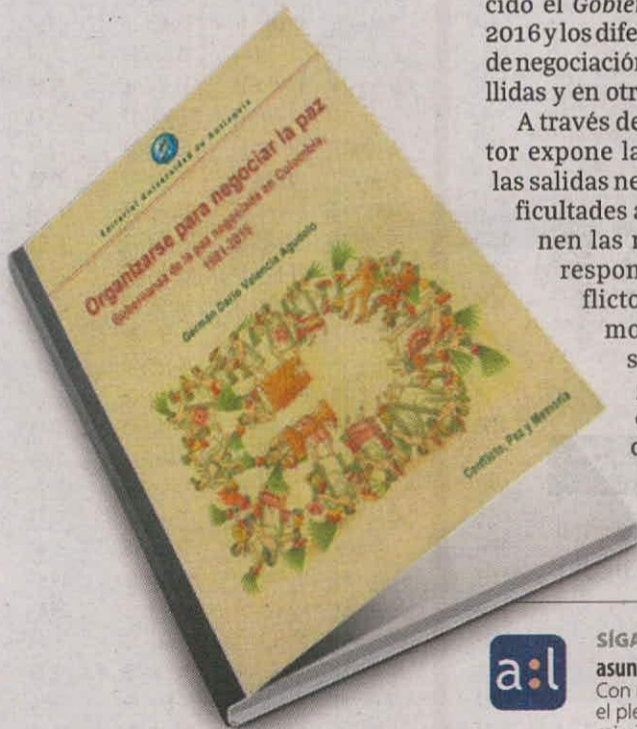 Editorial Universidad de Antioquia
Organizarse para negociar la paz
Gobernanza de la paz negociada en Colombia,
1981-2016
Germán Darío Valencia Agudelo
Conflicto, Paz y Memoria
cido el Gobier
2016 y los dife
de negociación
llidas y en otr
A través de
tor expone la
las salidas ne
ficultades a
nen las
respon
flicto
mo
s
a:l
SÍGA
asun
Con
el ple